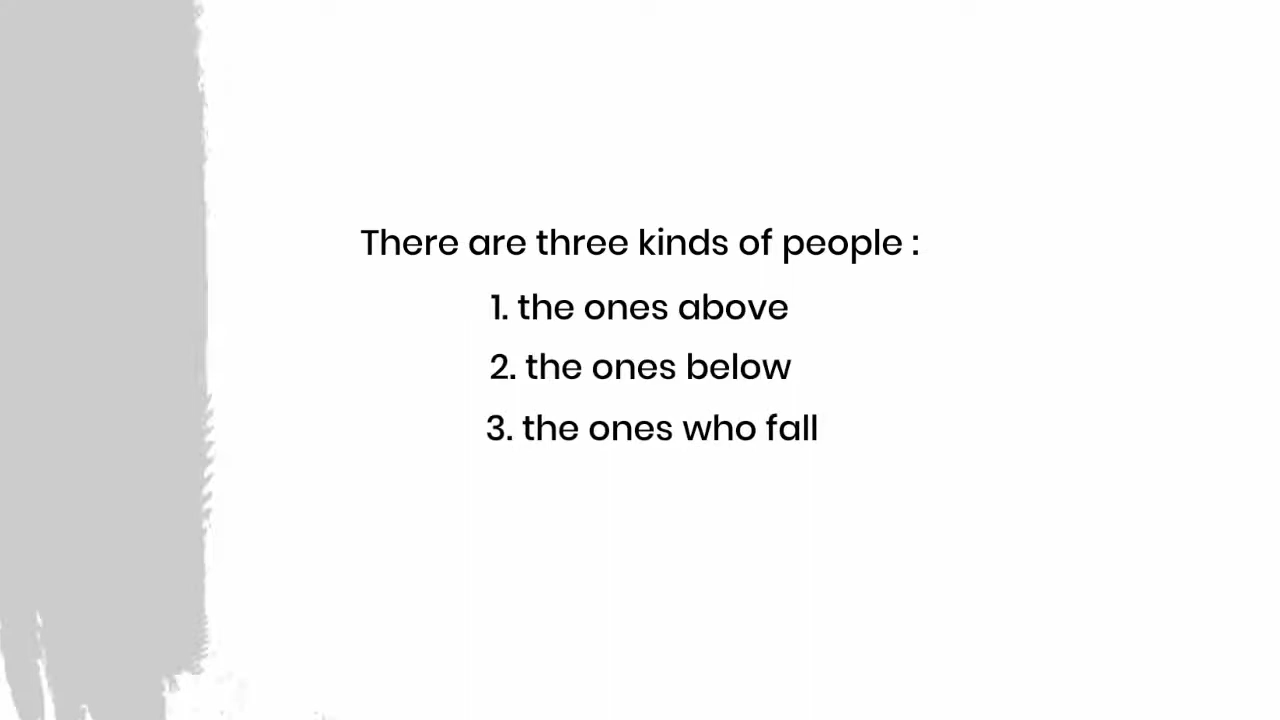 There are three kinds of people :
1. the ones above
2. the ones below
3. the ones who fall